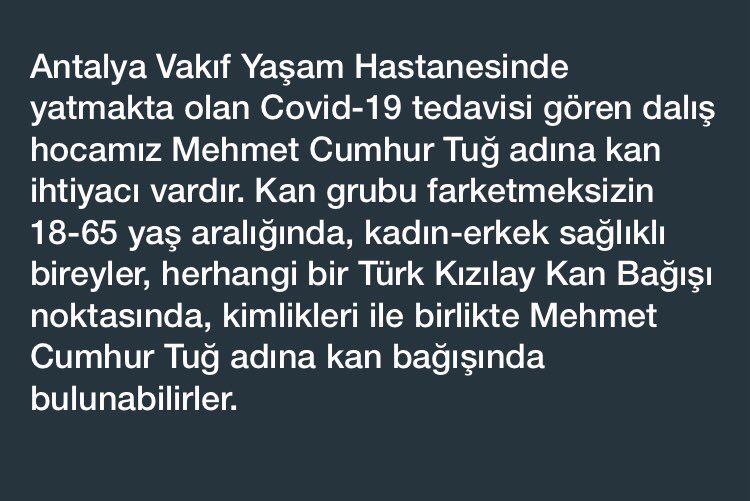 Antalya Vakıf Yaşam Hastanesinde
yatmakta olan Covid-19 tedavisi gören dalış
hocamız Mehmet Cumhur Tuğ adına kan
ihtiyacı vardır. Kan grubu farketmeksizin
18-65 yaş aralığında, kadın-erkek sağlıklı
bireyler, herhangi bir Türk Kızılay Kan Bağışı
noktasında, kimlikleri ile birlikte Mehmet
Cumhur Tuğ adına kan bağışında
bulunabilirler.